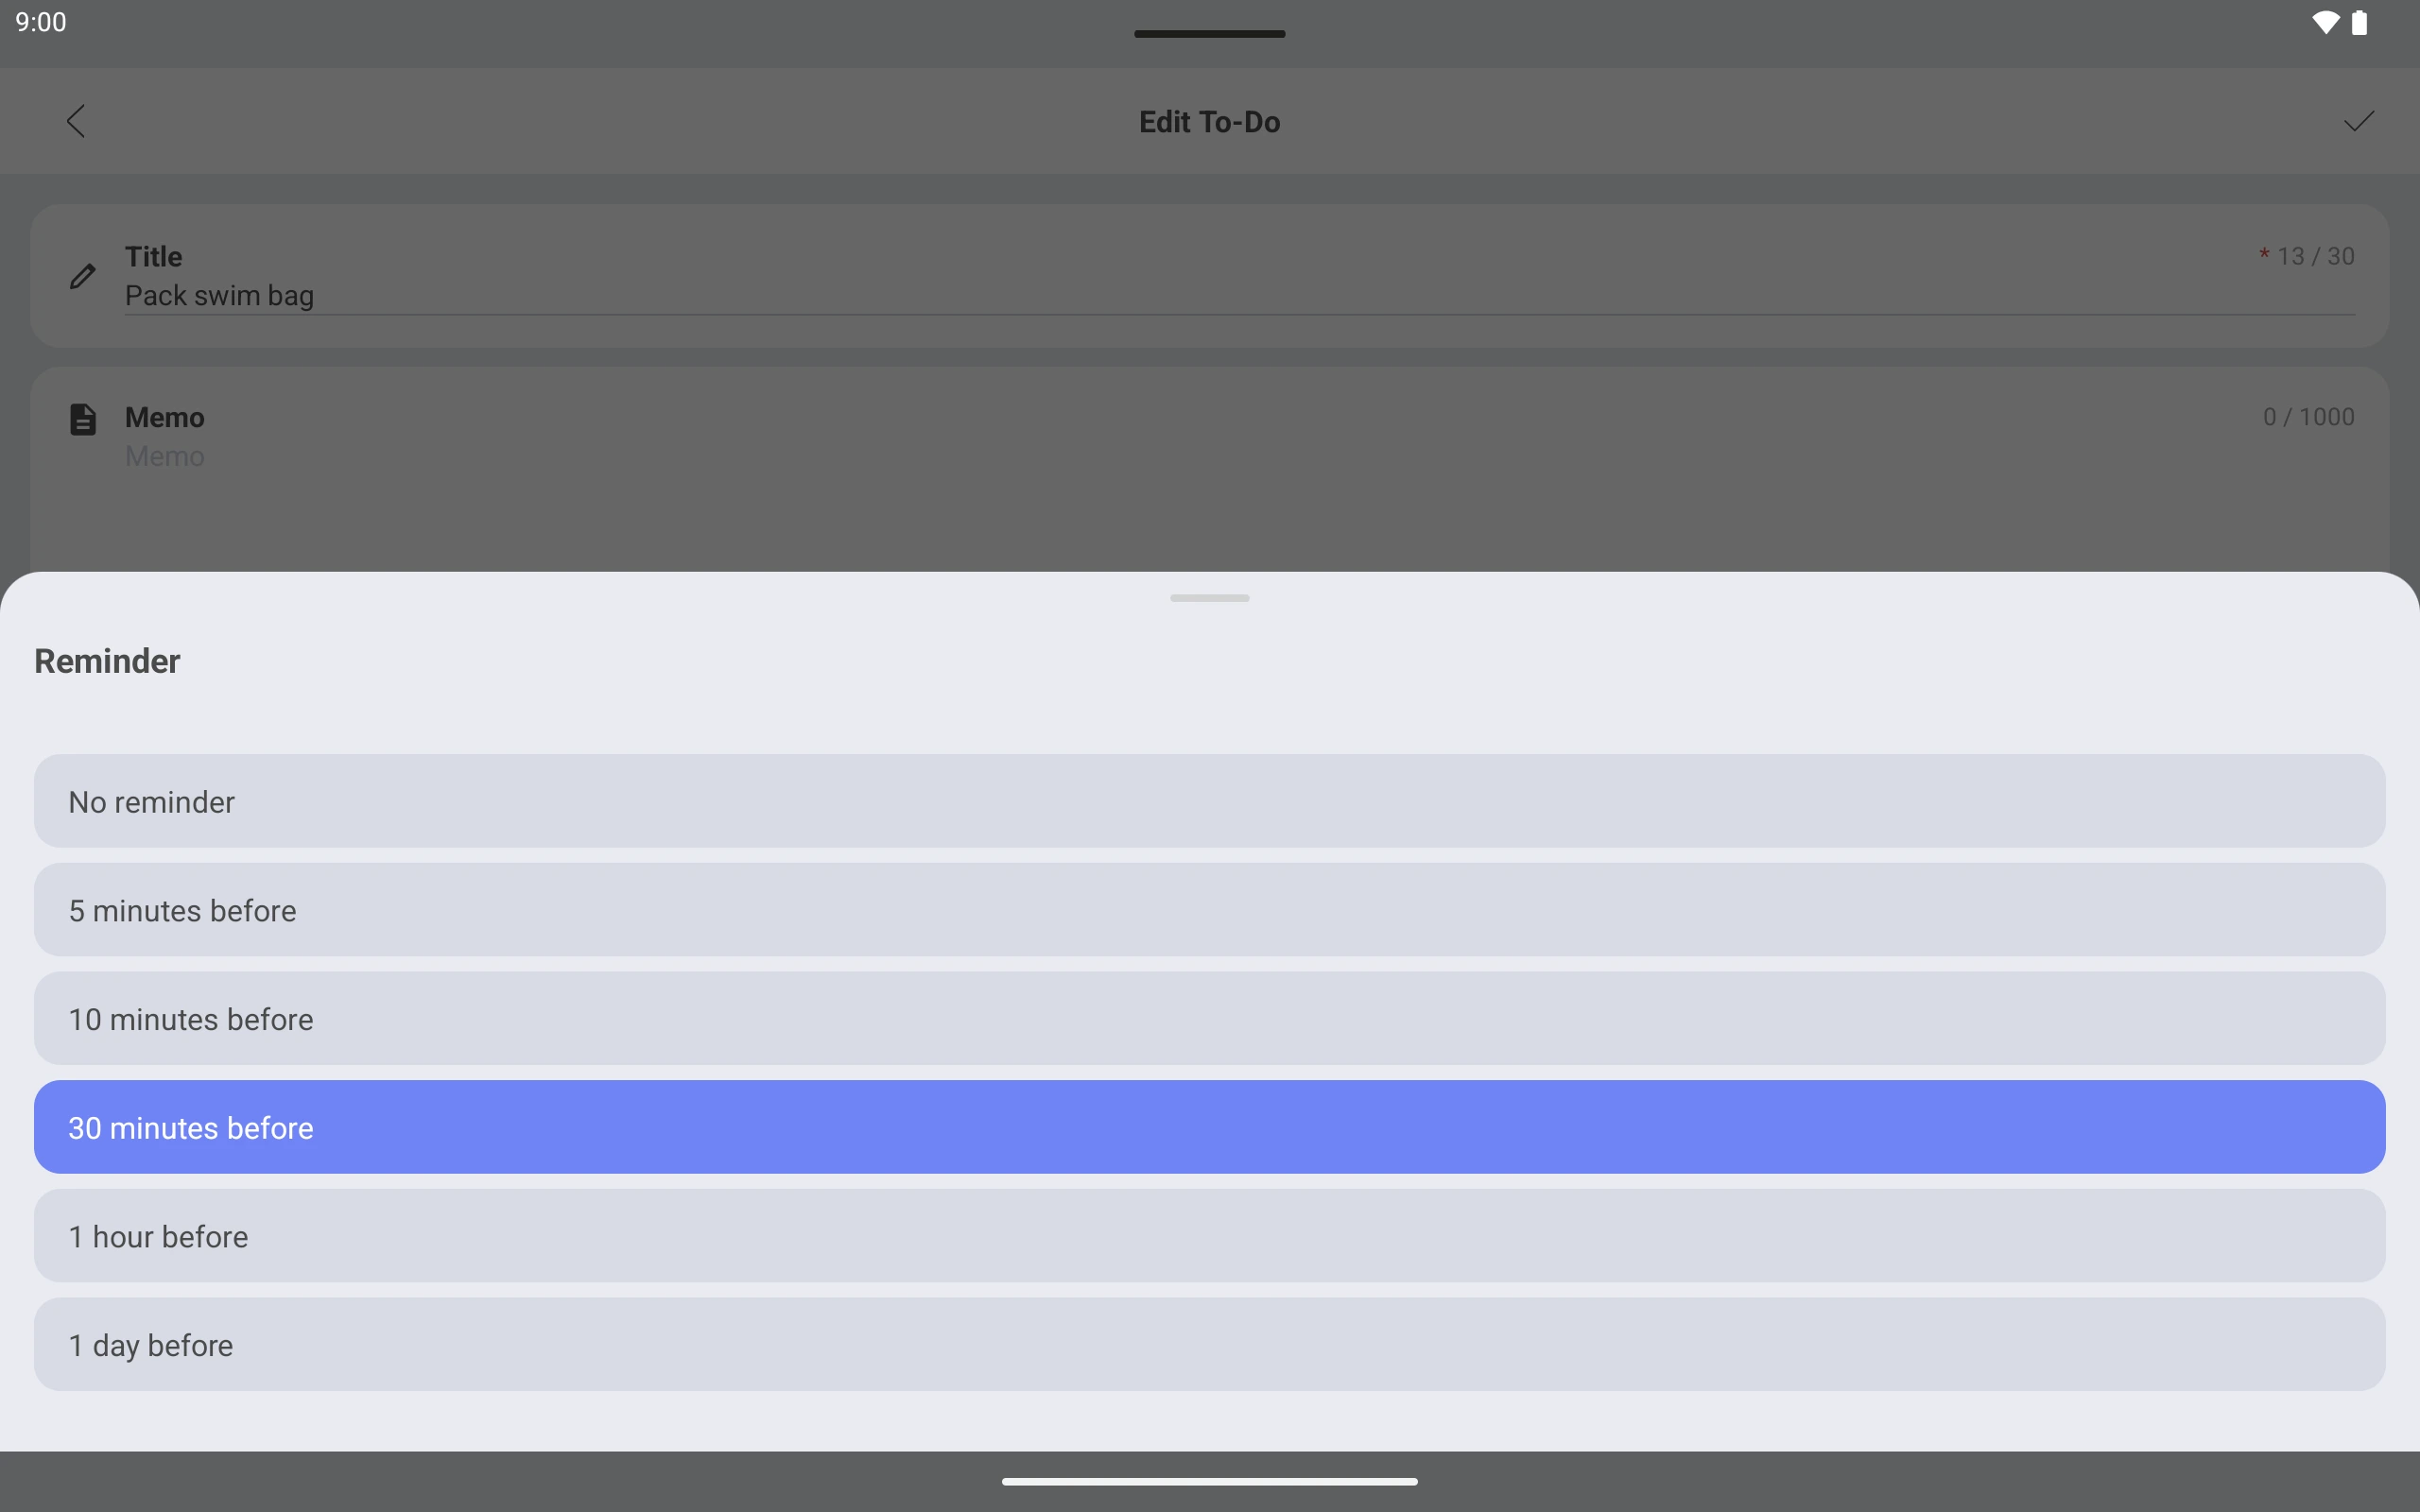 9:00
Edit To-Do
Title
* 13 / 30
Pack swim bag
Memo
0 / 1000
Memo
Reminder
No reminder
5 minutes before
10 minutes before
30 minutes before
1 hour before
1 day before